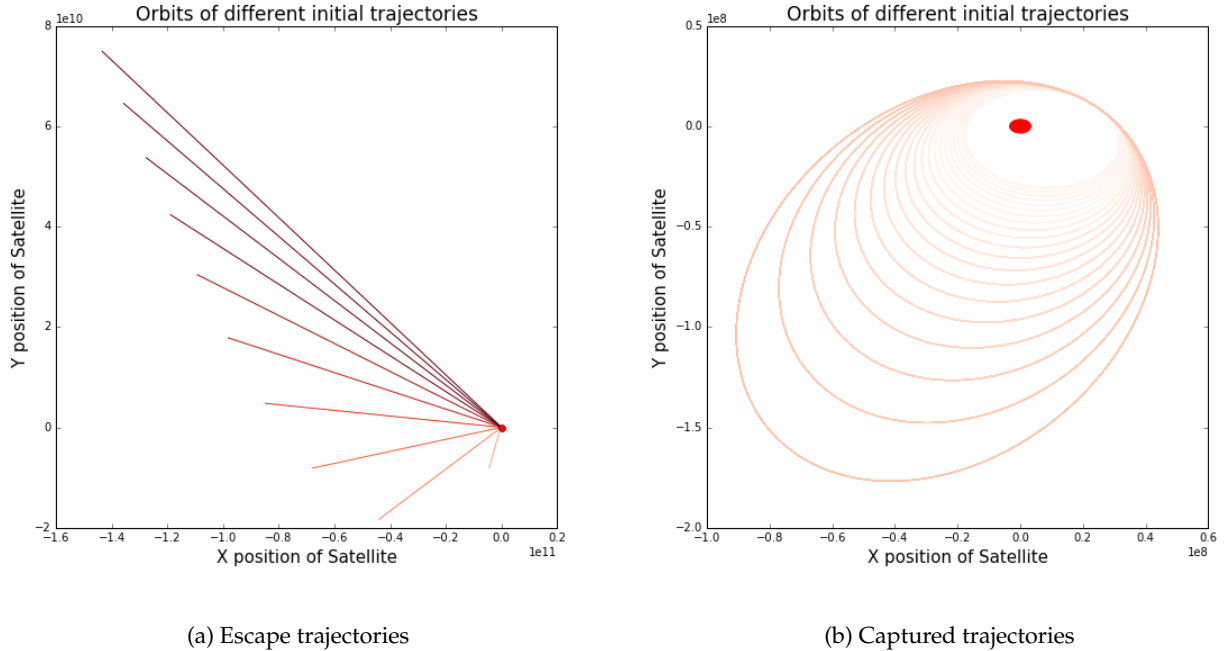 Orbits of different initial trajectories
8 1e10
6
4
2
0
−2
−1.6 −1.4 −1.2 −1.0 −0.8 −0.6 −0.4 −0.2 0.0 0.2
1e11
X position of Satellite
Y position of Satellite
(a) Escape trajectories
Orbits of different initial trajectories
0.5 1e8
0.0
−0.5
−1.0
−1.5
−2.0
−1.0 −0.8 −0.6 −0.4 −0.2 0.0 0.2 0.4 0.6
1e8
X position of Satellite
Y position of Satellite
(b) Captured trajectories